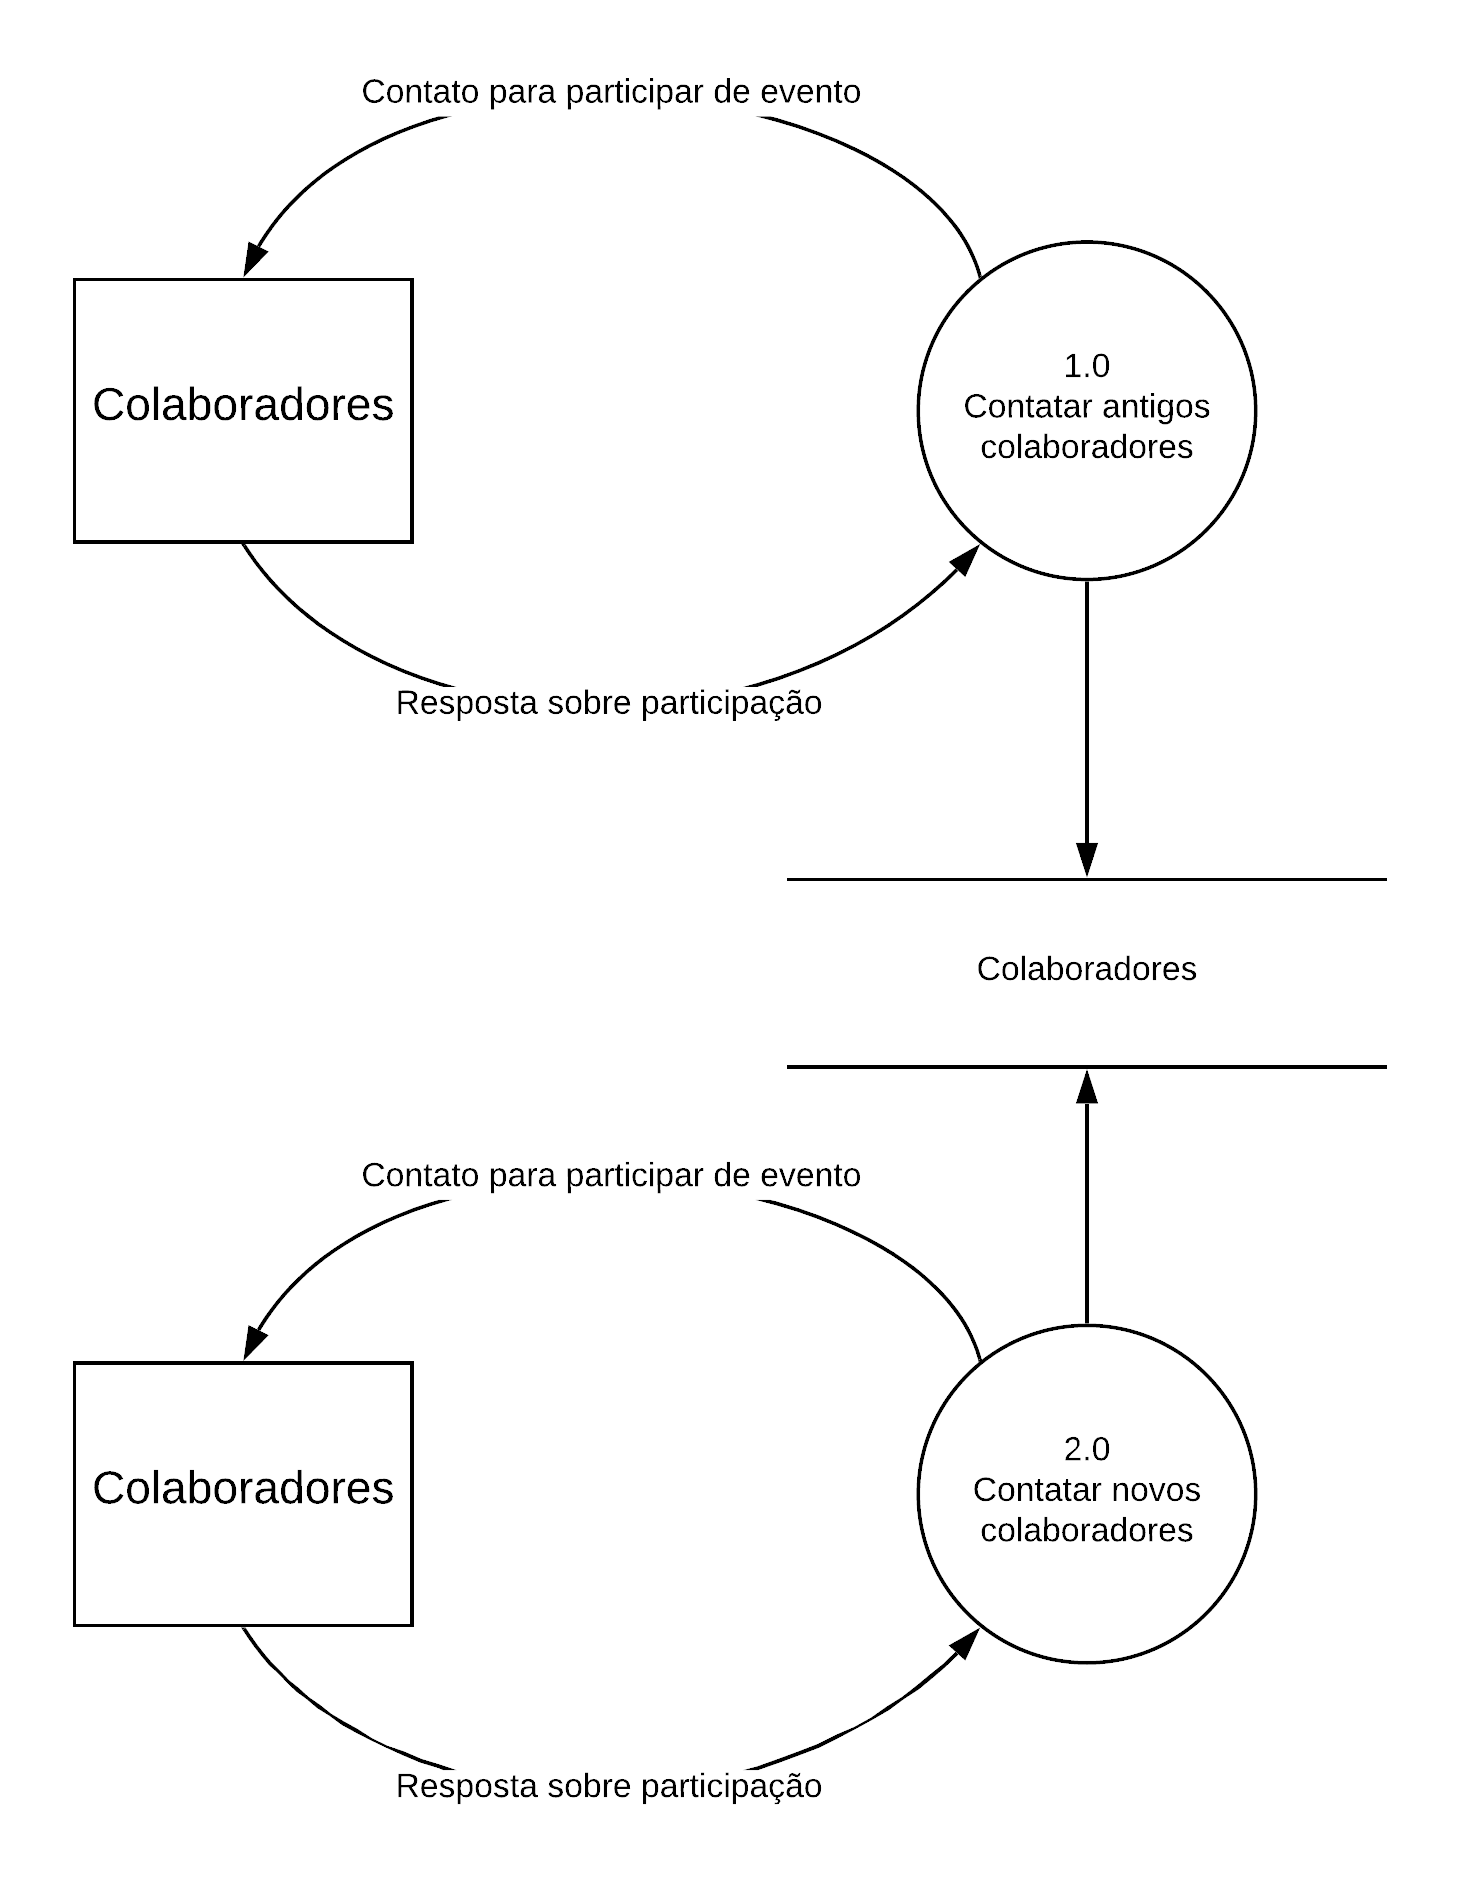 Contato para participar de evento
Colaboradores
1.0
Contatar antigos
colaboradores
Resposta sobre participação
Colaboradores
Contato para participar de evento
Colaboradores
2.0
Contatar novos
colaboradores
Resposta sobre participação